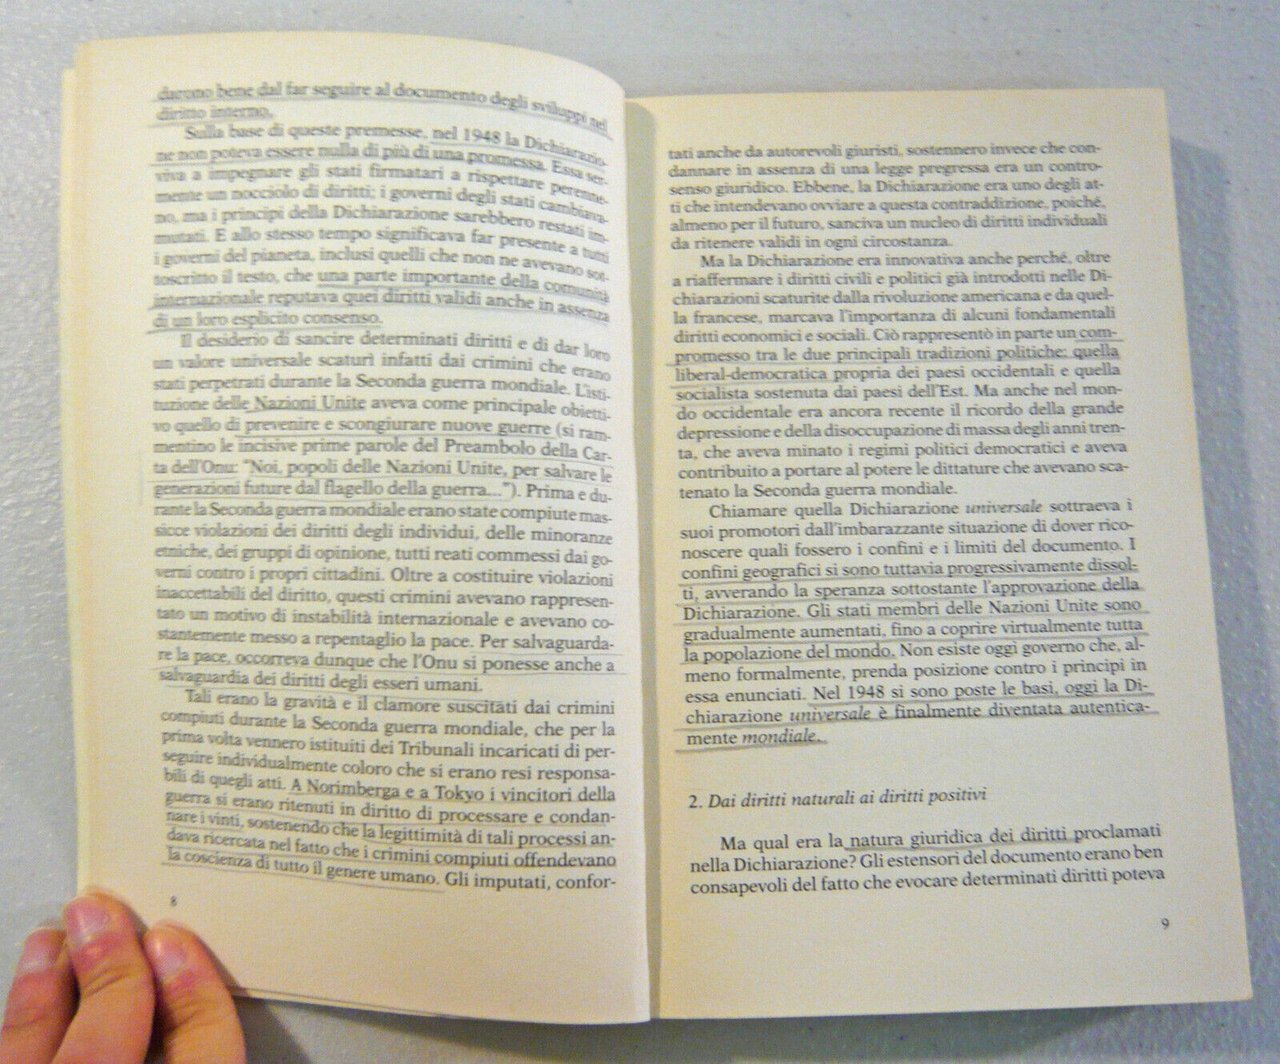 darono bene dal far seguire al documento degli sviluppi nel
diritto interno.
Sulla base di queste premesse, nel 1948 la Dichiarazio-
ne non poteva essere nulla di più di una promessa. Essa ser-
viva a impegnare gli stati firmatari a rispettare perenne-
mente un nocciolo di diritti; i governi degli stati cambiava-
no, ma i principi della Dichiarazione sarebbero restati im-
mutati. E allo stesso tempo significava far presente a tutti
i governi del pianeta, inclusi quelli che non ne avevano sot-
toscritto il testo, che una parte importante della comunità
internazionale reputava quei diritti validi anche in assenza
di un loro esplicito consenso.
Il desiderio di sancire determinati diritti e di dar loro
un valore universale scaturì infatti dai crimini che erano
stati perpetrati durante la Seconda guerra mondiale. L'isti-
tuzione delle Nazioni Unite aveva come principale obietti-
vo quello di prevenire e scongiurare nuove guerre (si ram-
mentino le incisive prime parole del Preambolo della Car-
ta dell'Onu: "Noi, popoli delle Nazioni Unite, per salvare le
generazioni future dal flagello della guerra..."). Prima e du-
rante la Seconda guerra mondiale erano state compiute mas-
sicce violazioni dei diritti degli individui, delle minoranze
etniche, dei gruppi di opinione, tutti reati commessi dai go-
verni contro i propri cittadini. Oltre a costituire violazioni
inaccettabili del diritto, questi crimini avevano rappresen-
tato un motivo di instabilità internazionale e avevano co-
stantemente messo a repentaglio la pace. Per salvaguarda-
re la pace, occorreva dunque che l'Onu si ponesse anche a
salvaguardia dei diritti degli esseri umani.
Tali erano la gravità e il clamore suscitati dai crimini
compiuti durante la Seconda guerra mondiale, che per la
prima volta vennero istituiti dei Tribunali incaricati di per-
seguire individualmente coloro che si erano resi responsa-
bili di quegli atti. A Norimberga e a Tokyo i vincitori della
guerra si erano ritenuti in diritto di processare e condan-
nare i vinti, sostenendo che la legittimità di tali processi an-
dava ricercata nel fatto che i crimini compiuti offendevano
la coscienza di tutto il genere umano. Gli imputati, confor-
8
tati anche da autorevoli giuristi, sostennero invece che con-
dannare in assenza di una legge pregressa era un contro-
senso giuridico. Ebbene, la Dichiarazione era uno degli at-
ti che intendevano ovviare a questa contraddizione, poiché,
almeno per il futuro, sanciva un nucleo di diritti individuali
da ritenere validi in ogni circostanza.
Ma la Dichiarazione era innovativa anche perché, oltre
a riaffermare i diritti civili e politici già introdotti nelle Di-
chiarazioni scaturite dalla rivoluzione americana e da quel-
la francese, marcava l'importanza di alcuni fondamentali
diritti economici e sociali. Ciò rappresentò in parte un com-
promesso tra le due principali tradizioni politiche: quella
liberal-democratica propria dei paesi occidentali e quella
socialista sostenuta dai paesi dell'Est. Ma anche nel mon-
do occidentale era ancora recente il ricordo della grande
depressione e della disoccupazione di massa degli anni tren-
ta, che aveva minato i regimi politici democratici e aveva
contribuito a portare al potere le dittature che avevano sca-
tenato la Seconda guerra mondiale.
Chiamare quella Dichiarazione universale sottraeva i
suoi promotori dall'imbarazzante situazione di dover rico-
noscere quali fossero i confini e i limiti del documento. I
confini geografici si sono tuttavia progressivamente dissol-
ti, avverando la speranza sottostante l'approvazione della
Dichiarazione. Gli stati membri delle Nazioni Unite sono
gradualmente aumentati, fino a coprire virtualmente tutta
la popolazione del mondo. Non esiste oggi governo che, al-
meno formalmente, prenda posizione contro i principi in
essa enunciati. Nel 1948 si sono poste le basi, oggi la Di-
chiarazione universale è finalmente diventata autentica-
mente mondiale.
2. Dai diritti naturali ai diritti positivi
Ma qual era la natura giuridica dei diritti proclamati
nella Dichiarazione? Gli estensori del documento erano ben
consapevoli del fatto che evocare determinati diritti poteva
9